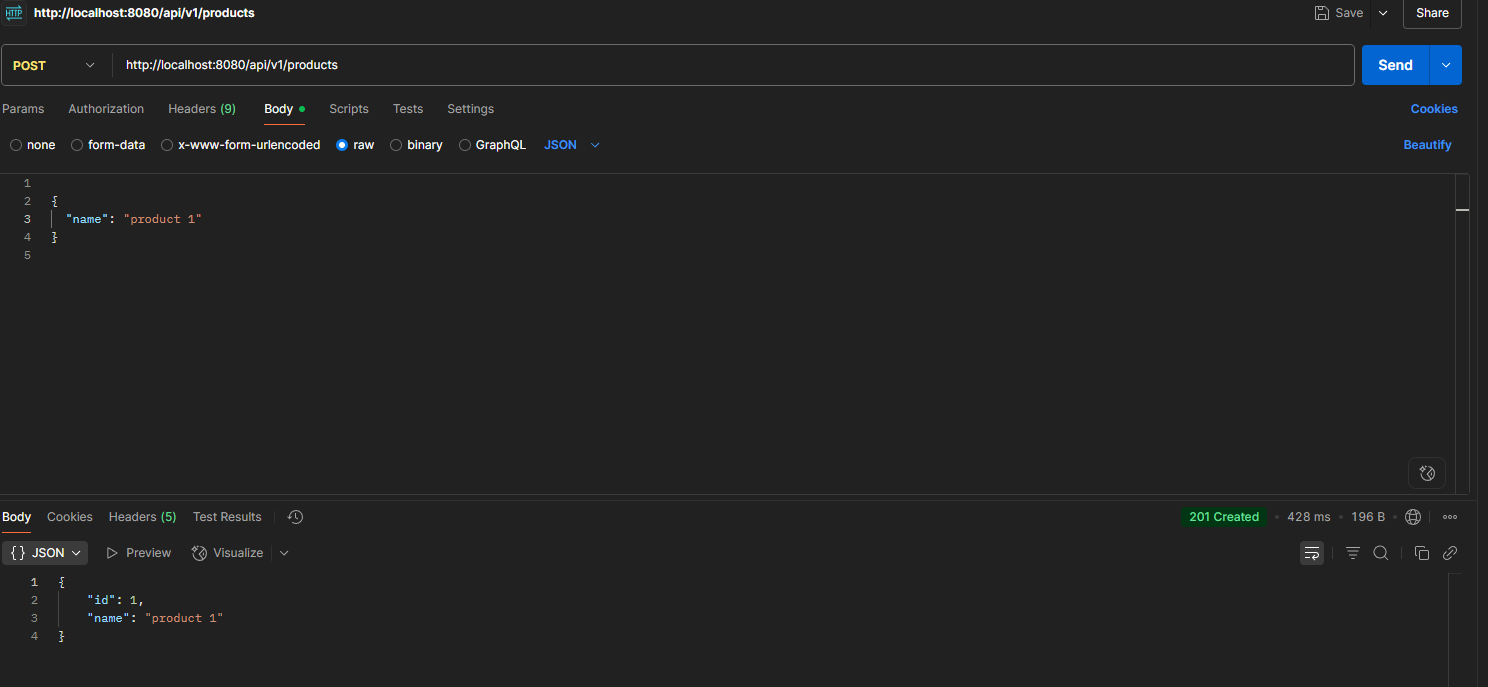 HTTP http://localhost:8080/api/v1/products Save Share
POST http://localhost:8080/api/v1/products Send
Params Authorization Headers (9) Body Scripts Tests Settings Cookies
none form-data x-www-form-urlencoded raw binary GraphQL JSON Beautify
1
2 {
3 "name": "product 1"
4 }
5
Body Cookies Headers (5) Test Results 201 Created • 428 ms • 196 B
{} JSON Preview Visualize
1 {
2 "id": 1,
3 "name": "product 1"
4 }